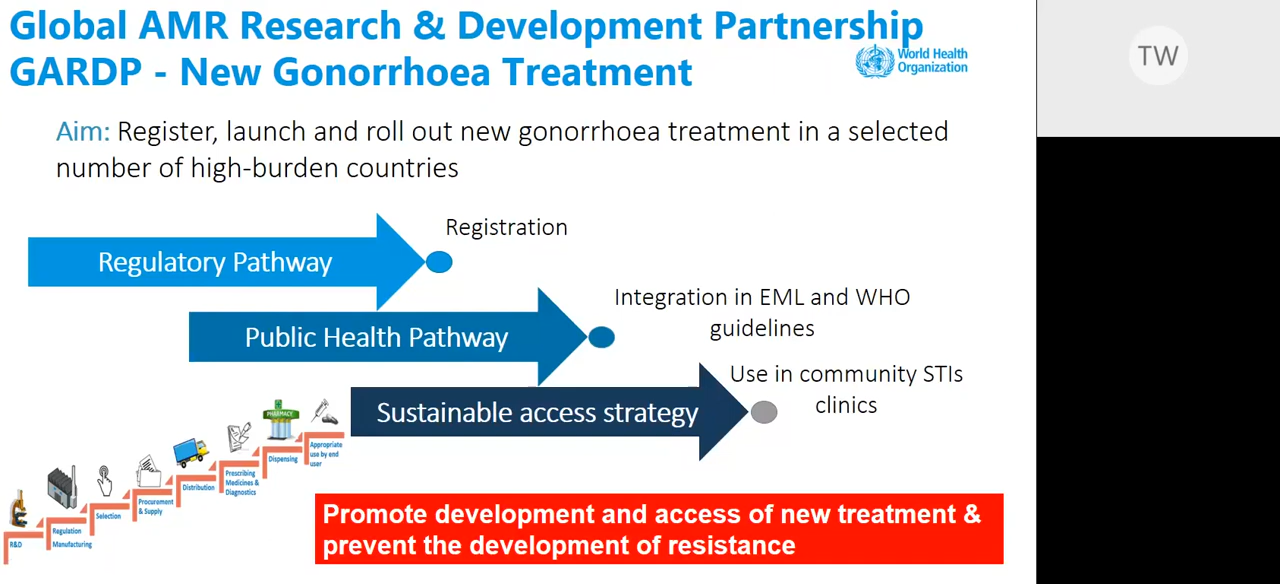 Global AMR Research & Development Partnership
GARDP - New Gonorrhoea Treatment
World Health
Organization
TW
Aim: Register, launch and roll out new gonorrhoea treatment in a selected
number of high-burden countries
Registration
Regulatory Pathway
Integration in EML and WHO
guidelines
Public Health Pathway
Use in community STIs
clinics
Sustainable access strategy
R&D
Regulation
Manufacturing
Selection
Procurement
& Supply
Distribution
Prescribing
Medicines &
Diagnostics
PHARMACY
Dispensing
Appropriate
use by end
user
Promote development and access of new treatment &
prevent the development of resistance